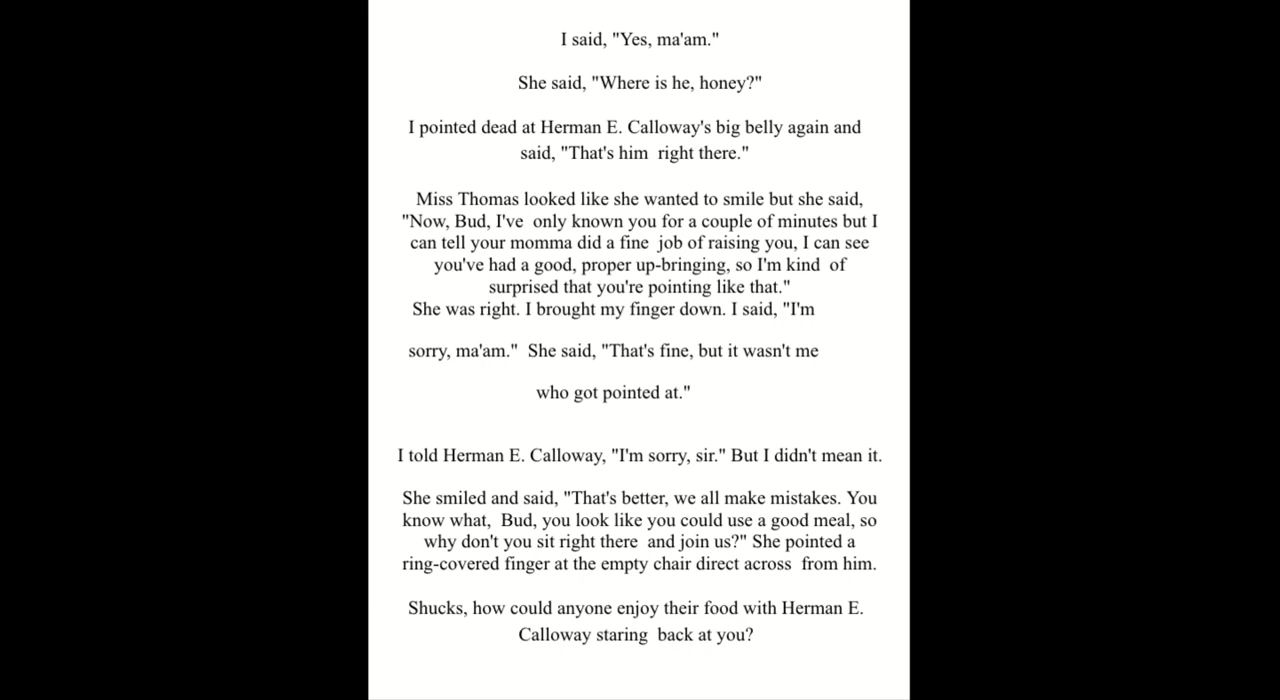 I said, "Yes, ma'am."
She said, "Where is he, honey?"
I pointed dead at Herman E. Calloway's big belly again and
said, "That's him  right there."
Miss Thomas looked like she wanted to smile but she said,
"Now, Bud, I've  only known you for a couple of minutes but I
can tell your momma did a fine  job of raising you, I can see
you've had a good, proper up-bringing, so I'm kind  of
surprised that you're pointing like that."
She was right. I brought my finger down. I said, "I'm
sorry, ma'am."  She said, "That's fine, but it wasn't me
who got pointed at."
I told Herman E. Calloway, "I'm sorry, sir." But I didn't mean it.
She smiled and said, "That's better, we all make mistakes. You
know what,  Bud, you look like you could use a good meal, so
why don't you sit right there  and join us?" She pointed a
ring-covered finger at the empty chair direct across  from him.
Shucks, how could anyone enjoy their food with Herman E.
Calloway staring  back at you?